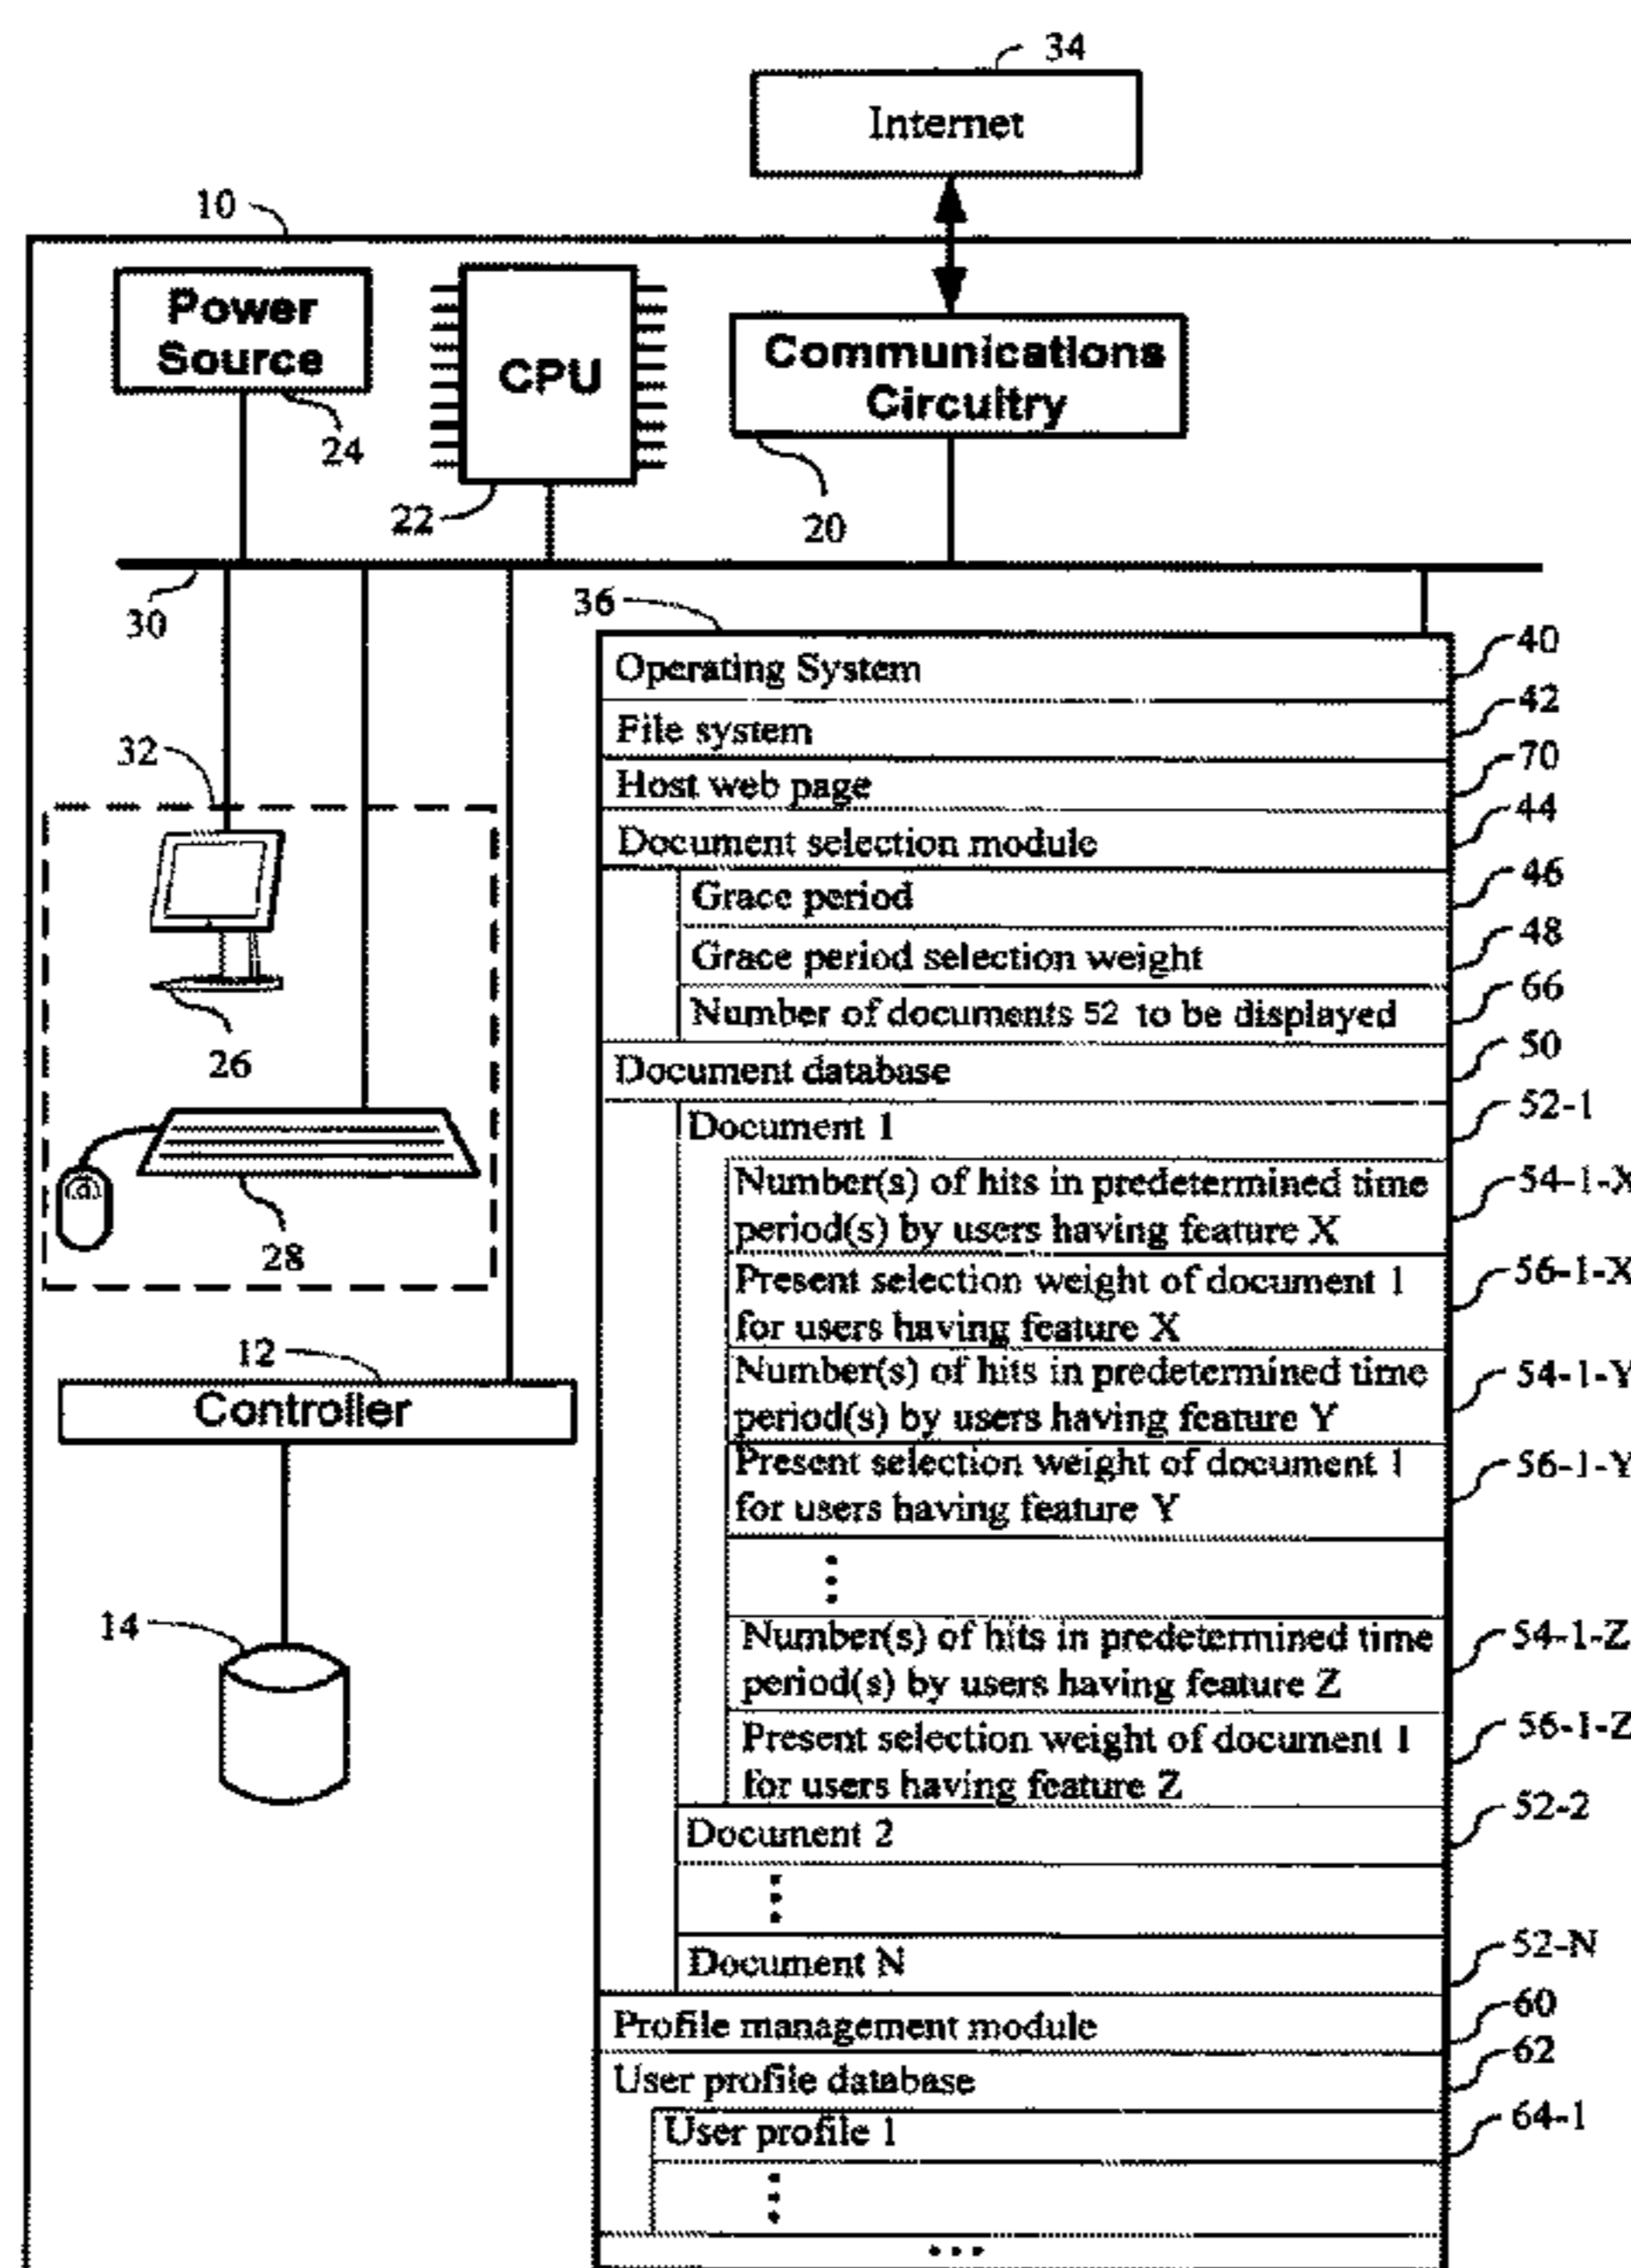 34
Internet
10
Power
Source
24
CPU
22
Communications
Circuitry
20
30
36
Operating System
40
File system
42
Host web page
70
Document selection module
44
Grace period
46
Grace period selection weight
48
Number of documents 52 to be displayed
66
Document database
50
Document 1
52-1
Number(s) of hits in predetermined time
period(s) by users having feature X
54-1-X
Present selection weight of document 1
for users having feature X
56-1-X
Number(s) of hits in predetermined time
period(s) by users having feature Y
54-1-Y
Present selection weight of document 1
for users having feature Y
56-1-Y
Number(s) of hits in predetermined time
period(s) by users having feature Z
54-1-Z
Present selection weight of document 1
for users having feature Z
56-1-Z
Document 2
52-2
Document N
52-N
Profile management module
60
User profile database
62
User profile 1
64-1
32
26
28
12
Controller
14